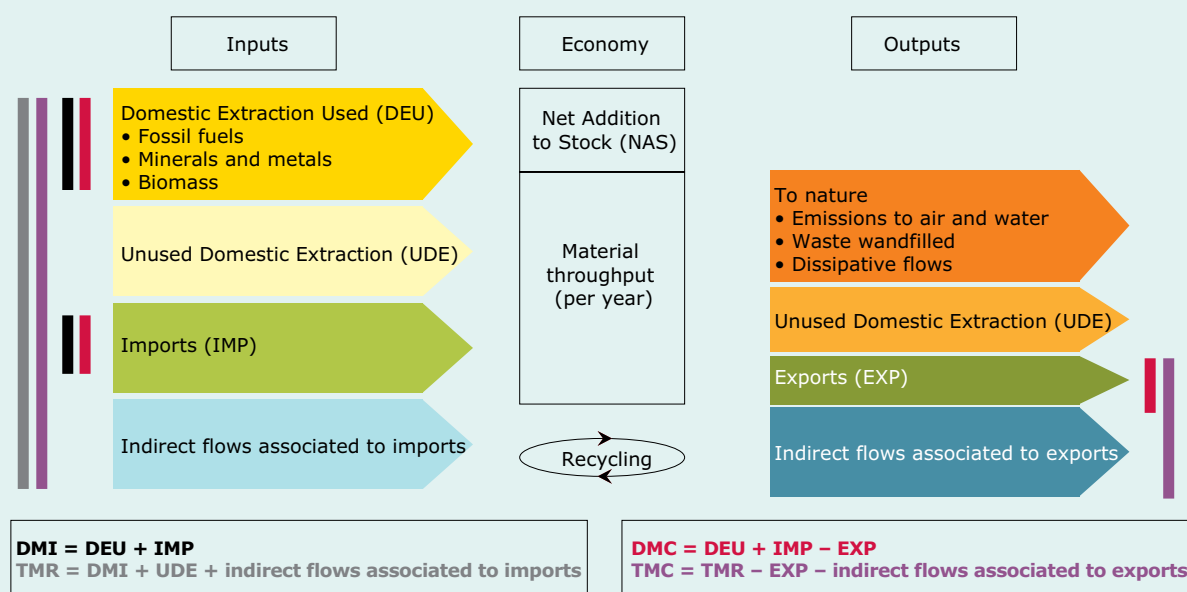 Inputs
Economy
Outputs
Domestic Extraction Used (DEU)
• Fossil fuels
• Minerals and metals
• Biomass
Unused Domestic Extraction (UDE)
Imports (IMP)
Indirect flows associated to imports
Net Addition
to Stock (NAS)
Material
throughput
(per year)
Recycling
To nature
• Emissions to air and water
• Waste wandfilled
• Dissipative flows
Unused Domestic Extraction (UDE)
Exports (EXP)
Indirect flows associated to exports
DMI = DEU + IMP
TMR = DMI + UDE + indirect flows associated to imports
DMC = DEU + IMP – EXP
TMC = TMR – EXP – indirect flows associated to exports